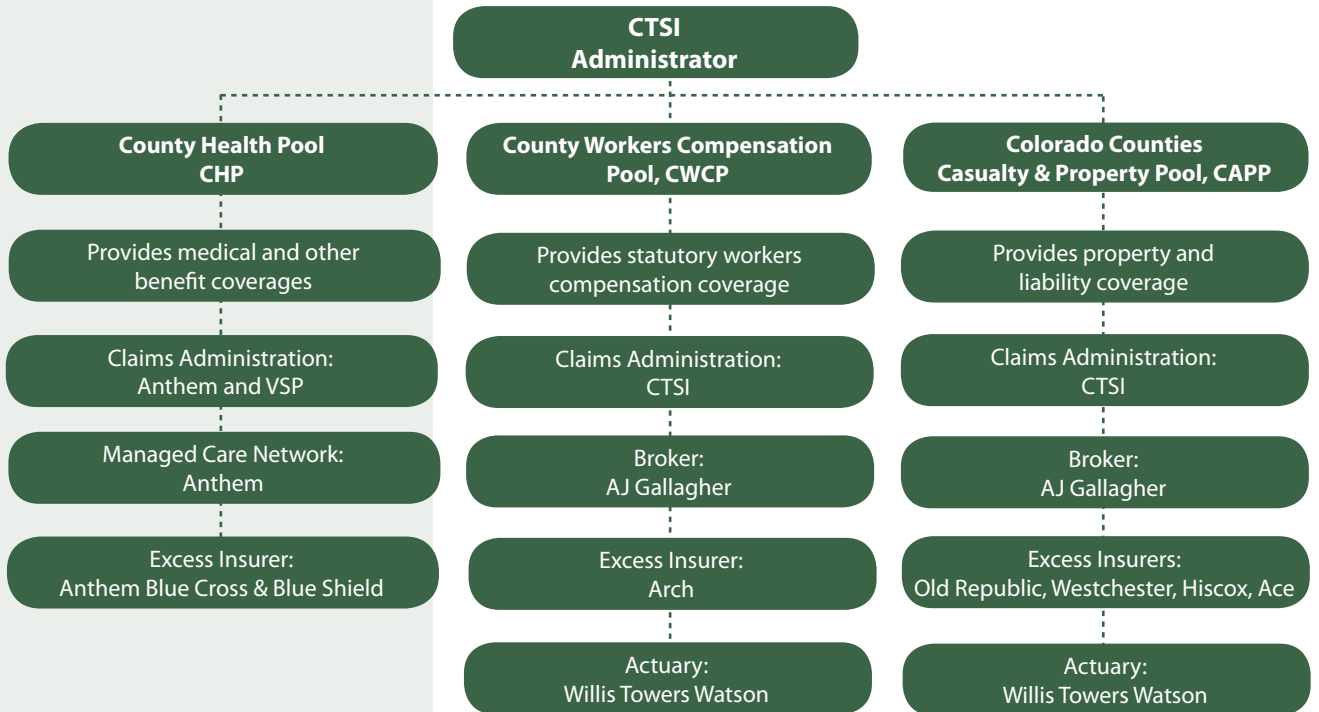 CTSI
Administrator
County Health Pool
CHP
Provides medical and other
benefit coverages
Claims Administration:
Anthem and VSP
Managed Care Network:
Anthem
Excess Insurer:
Anthem Blue Cross & Blue Shield
County Workers Compensation
Pool, CWCP
Provides statutory workers
compensation coverage
Claims Administration:
CTSI
Broker:
AJ Gallagher
Excess Insurer:
Arch
Actuary:
Willis Towers Watson
Colorado Counties
Casualty & Property Pool, CAPP
Provides property and
liability coverage
Claims Administration:
CTSI
Broker:
AJ Gallagher
Excess Insurers:
Old Republic, Westchester, Hiscox, Ace
Actuary:
Willis Towers Watson